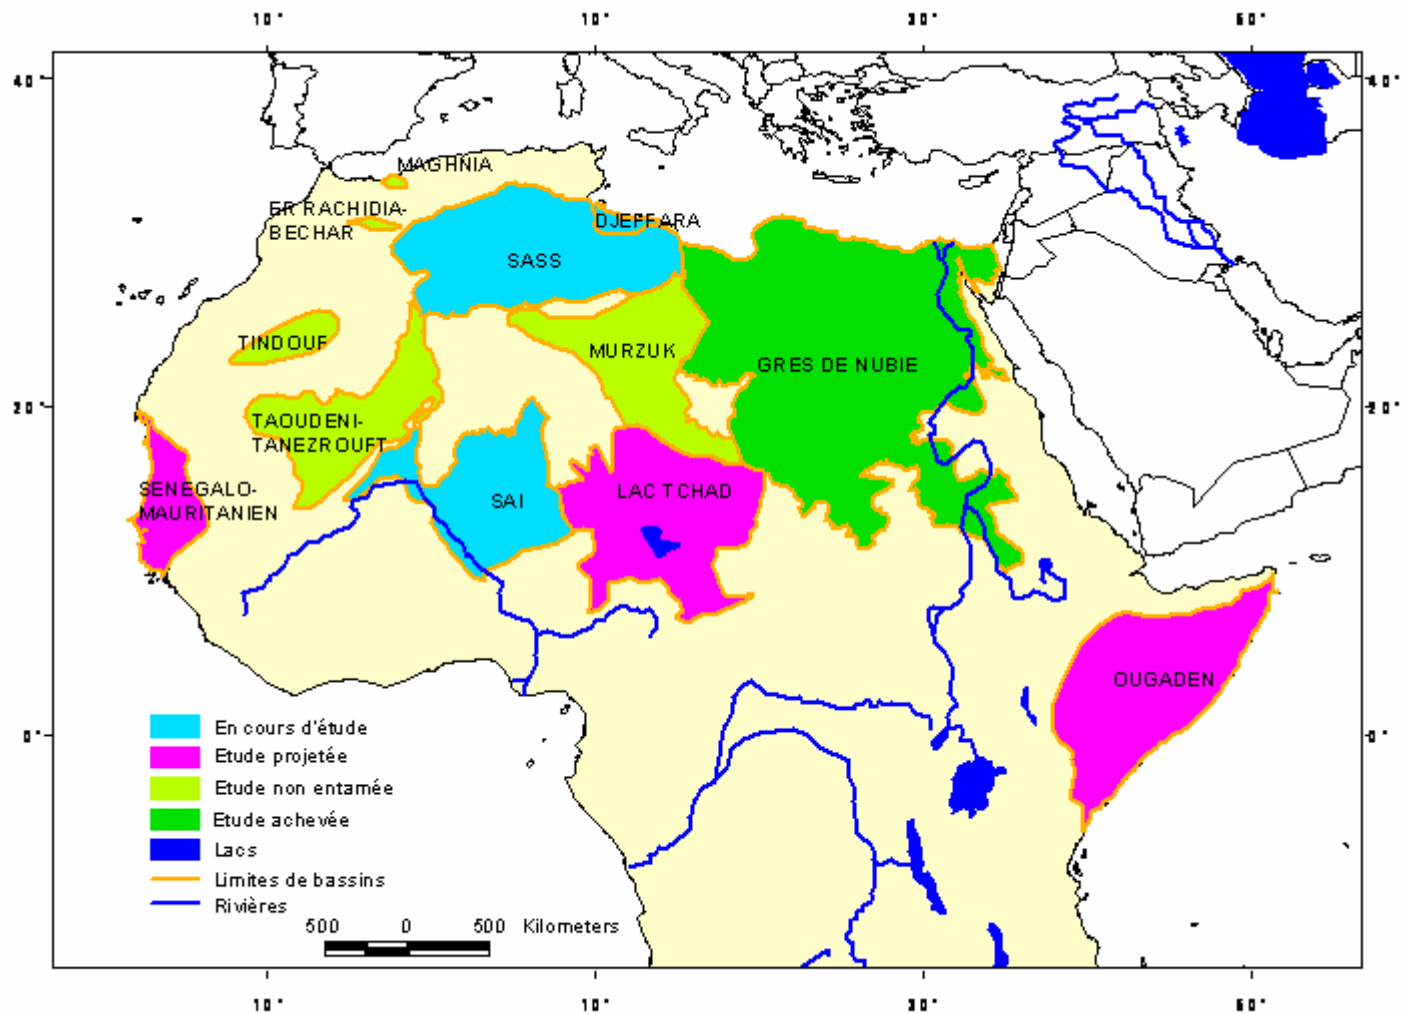 10° 10° 30° 50°
40° 40°
MAGHNIA
ER RACHIDIA-
BECHAR
DJEFFARA
SASS
TINDOUF
MURZUK
GRES DE NUBIE
20° 20°
TAOUDENI-
TANEZROUFT
SENEGALO-
MAURITANIEN
SAI
LAC TCHAD
OUGADEN
0° 0°
En cours d'étude
Etude projetée
Etude non entamée
Etude achevée
Lacs
Limites de bassins
Rivières
500 0 500 Kilometers
10° 10° 30° 50°